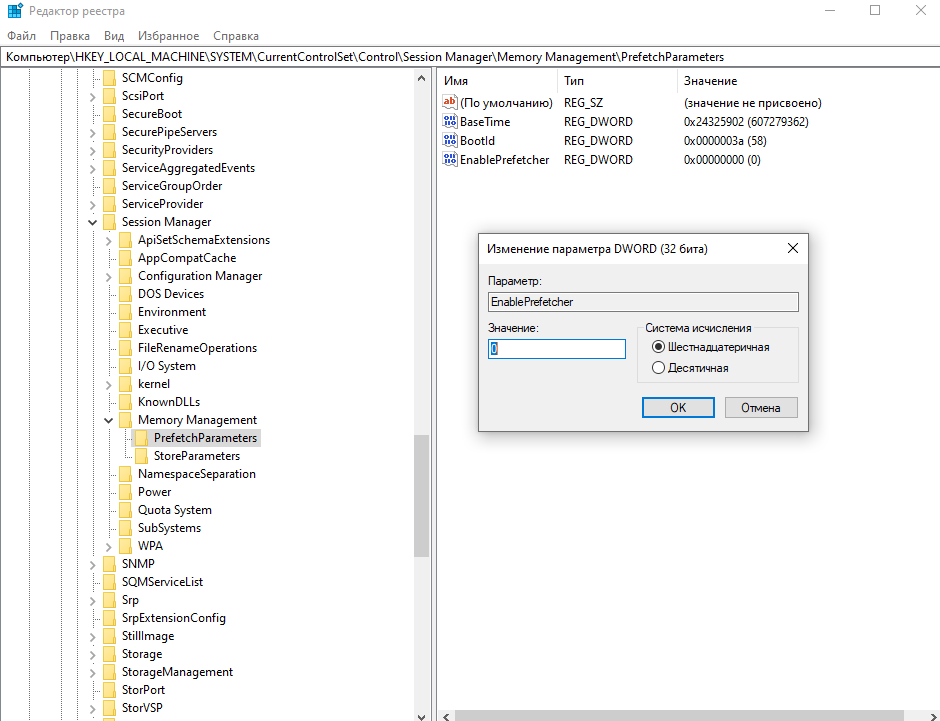 Редактор реестра
Файл Правка Вид Избранное Справка
Компьютер\HKEY_LOCAL_MACHINE\SYSTEM\CurrentControlSet\Control\Session Manager\Memory Management\PrefetchParameters
SCMConfig
ScsiPort
SecureBoot
SecurePipeServers
SecurityProviders
ServiceAggregatedEvents
ServiceGroupOrder
ServiceProvider
Session Manager
ApiSetSchemaExtensions
AppCompatCache
Configuration Manager
DOS Devices
Environment
Executive
FileRenameOperations
I/O System
kernel
KnownDLLs
Memory Management
PrefetchParameters
StoreParameters
NamespaceSeparation
Power
Quota System
SubSystems
WPA
SNMP
SQMServiceList
Srp
SrpExtensionConfig
StillImage
Storage
StorageManagement
StorPort
StorVSP
Имя Тип Значение
(По умолчанию) REG_SZ (значение не присвоено)
BaseTime REG_DWORD 0x24325902 (607279362)
BootId REG_DWORD 0x0000003a (58)
EnablePrefetcher REG_DWORD 0x00000000 (0)
Изменение параметра DWORD (32 бита)
Параметр:
EnablePrefetcher
Значение:
0
Система исчисления
Шестнадцатеричная
Десятичная
OK Отмена